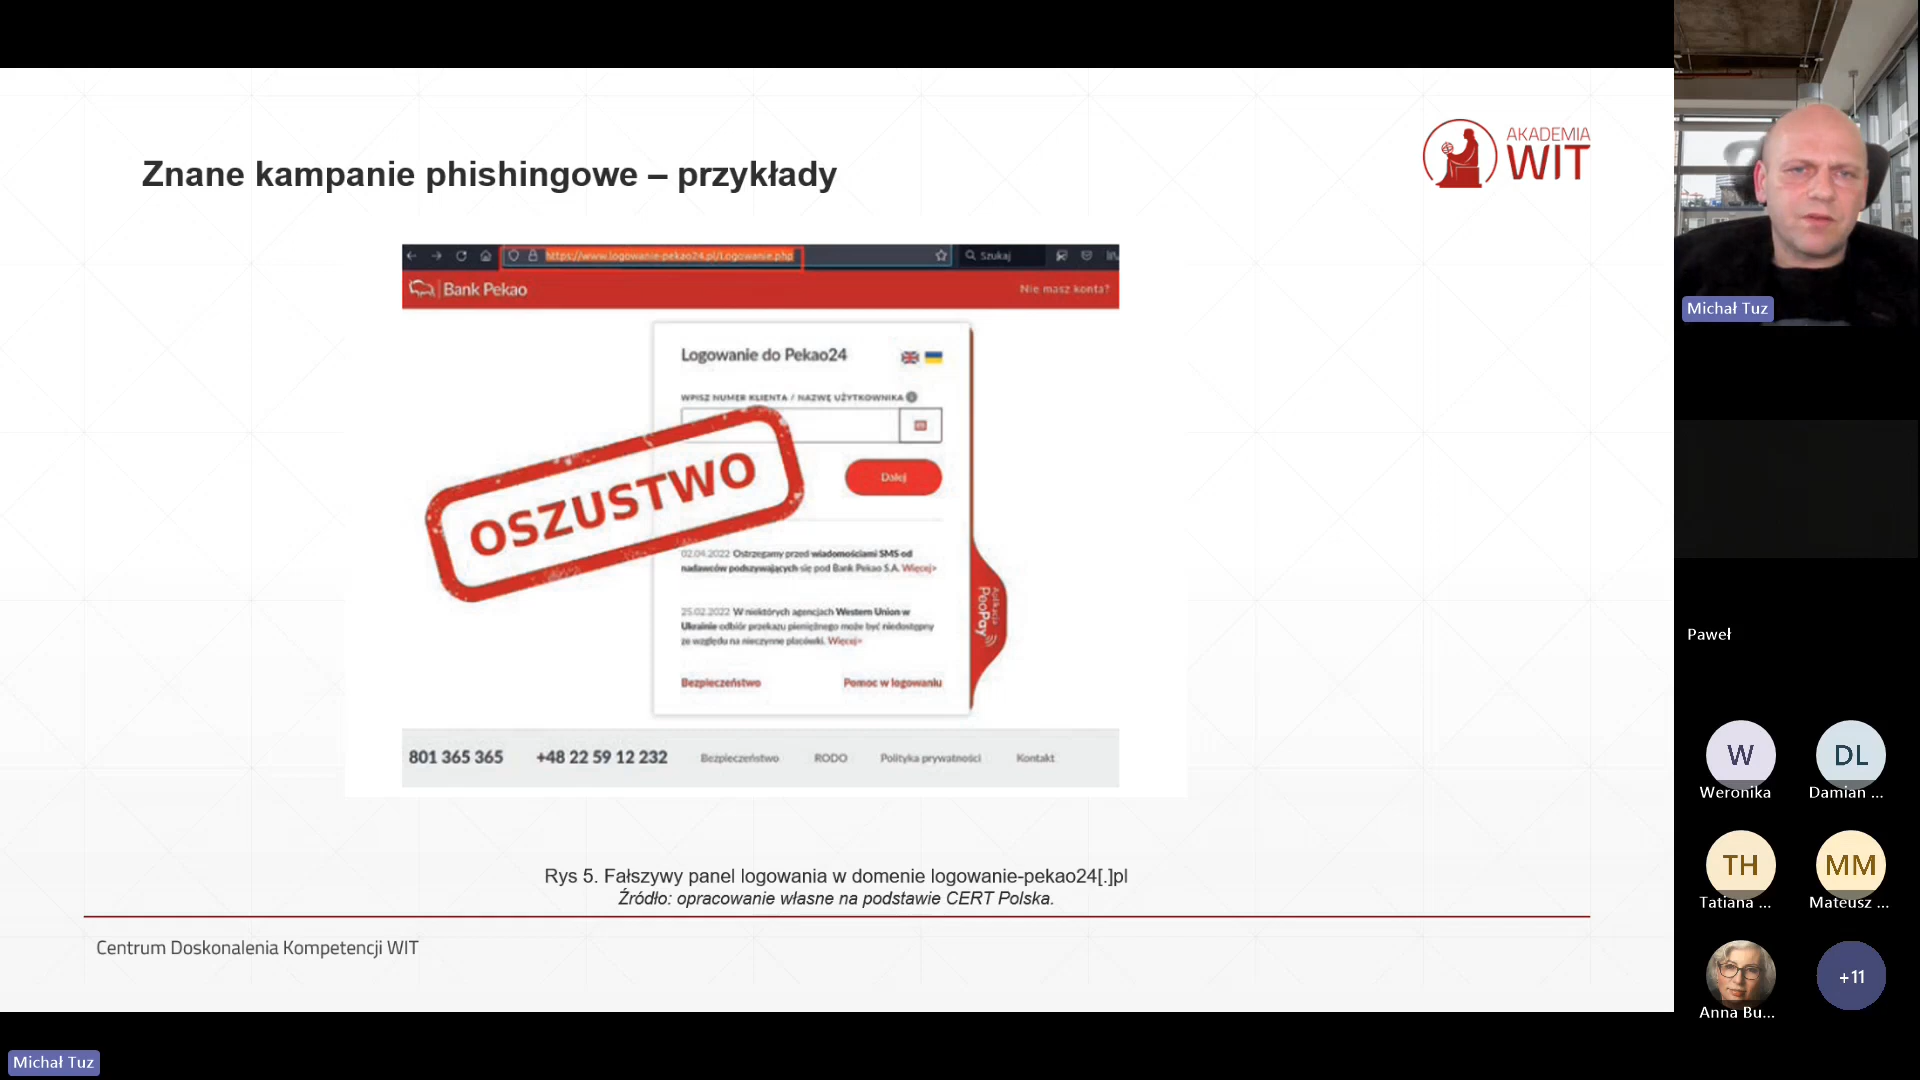 Znane kampanie phishingowe – przykłady
AKADEMIA
WIT
https://www.logowanie-pekao24.pl/Logowanie.php
Szukaj
Bank Pekao
Nie masz konta?
Logowanie do Pekao24
WPISZ NUMER KLIENTA / NAZWĘ UŻYTKOWNIKA
Dalej
OSZUSTWO
02.04.2022 Ostrzegamy przed wiadomościami SMS od
nadawców podszywających się pod Bank Pekao S.A. Więcej>
25.02.2022 W niektórych agencjach Western Union w
Ukrainie odbiór przekazu pieniężnego może być niedostępny
ze względu na nieczynne placówki. Więcej>
Aplikacja
PeoPay
Bezpieczeństwo
Pomoc w logowaniu
801 365 365
+48 22 59 12 232
Bezpieczeństwo
RODO
Polityka prywatności
Kontakt
Rys 5. Fałszywy panel logowania w domenie logowanie-pekao24[.]pl
Źródło: opracowanie własne na podstawie CERT Polska.
Centrum Doskonalenia Kompetencji WIT
Michał Tuz
Paweł
W
Weronika
DL
Damian ...
TH
Tatiana ...
MM
Mateusz ...
Anna Bu...
+11
Michał Tuz